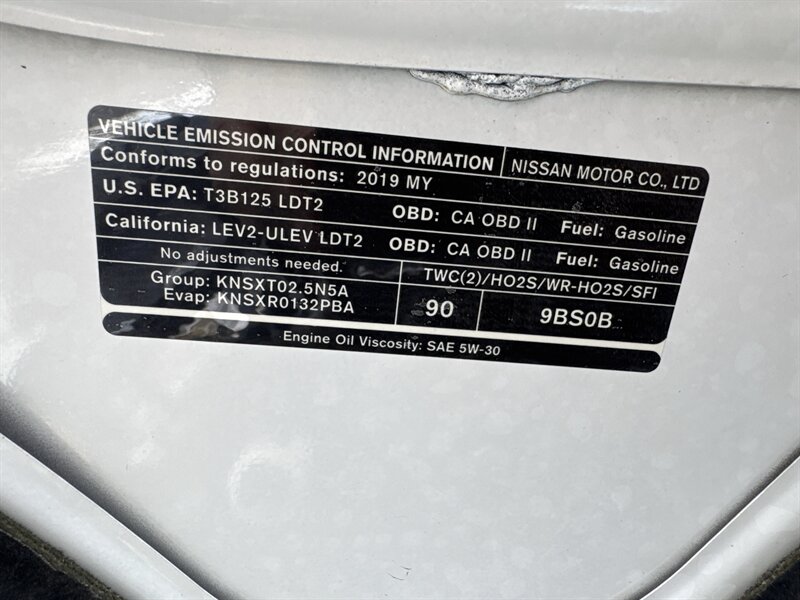 VEHICLE EMISSION CONTROL INFORMATION NISSAN MOTOR CO., LTD
Conforms to regulations: 2019 MY
U.S. EPA: T3B125 LDT2 OBD: CA OBD II Fuel: Gasoline
California: LEV2-ULEV LDT2 OBD: CA OBD II Fuel: Gasoline
No adjustments needed. TWC(2)/HO2S/WR-HO2S/SFI
Group: KNSXT02.5N5A
Evap: KNSXR0132PBA
90 9BS0B
Engine Oil Viscosity: SAE 5W-30